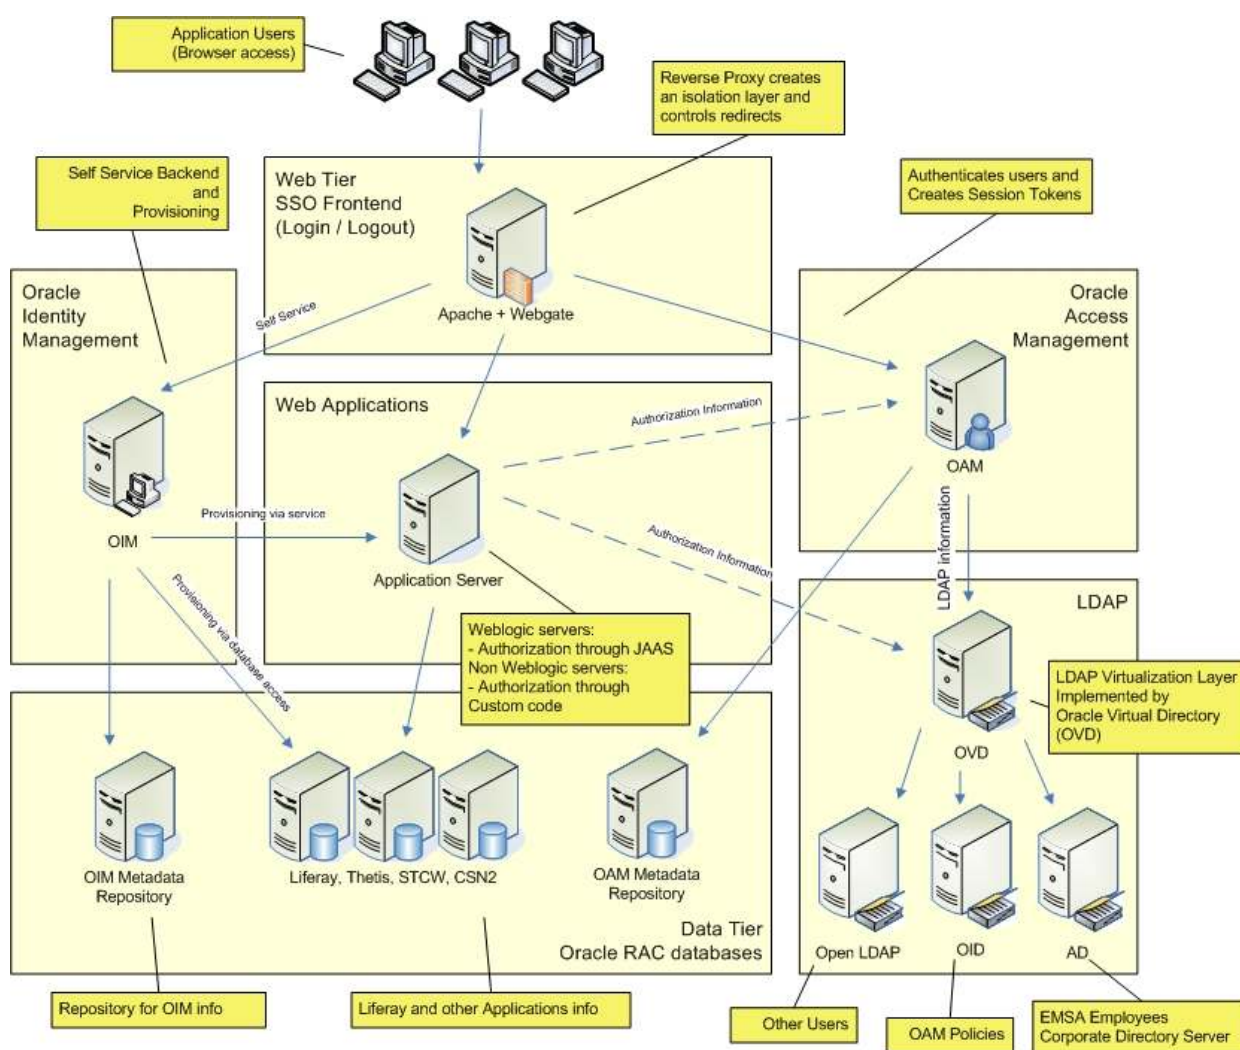 Application Users
(Browser access)
Reverse Proxy creates
an isolation layer and
controls redirects
Self Service Backend
and
Provisioning
Web Tier
SSO Frontend
(Login / Logout)
Authenticates users and
Creates Session Tokens
Oracle
Identity
Management
Self Service
Apache + Webgate
Oracle
Access
Management
Web Applications
Authorization Information
OAM
Provisioning via service
OIM
Application Server
Authorization Information
LDAP information
Provisioning via database access
LDAP
Weblogic servers:
- Authorization through JAAS
Non Weblogic servers:
- Authorization through
Custom code
LDAP Virtualization Layer
Implemented by
Oracle Virtual Directory
(OVD)
OVD
OIM Metadata
Repository
Liferay, Thetis, STCW, CSN2
OAM Metadata
Repository
Data Tier
Oracle RAC databases
Open LDAP
OID
AD
Repository for OIM info
Liferay and other Applications info
Other Users
OAM Policies
EMSA Employees
Corporate Directory Server